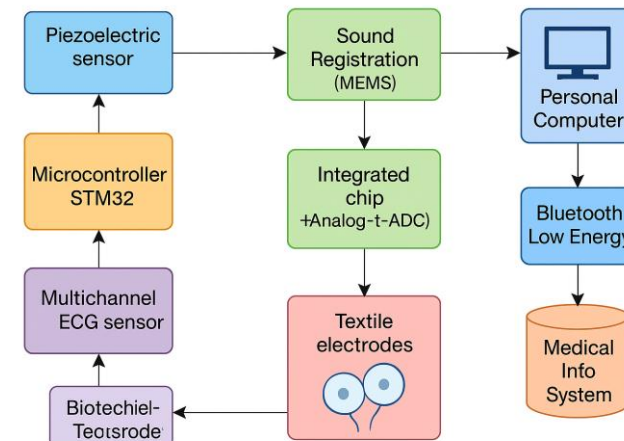 Piezoelectric
sensor
Sound
Registration
(MEMS)
Personal
Computer
Microcontroller
STM32
Integrated
chip
+Analog-t-ADC)
Bluetooth
Low Energy
Multichannel
ECG sensor
Textile
electrodes
Medical
Info
System
Biotechiel-